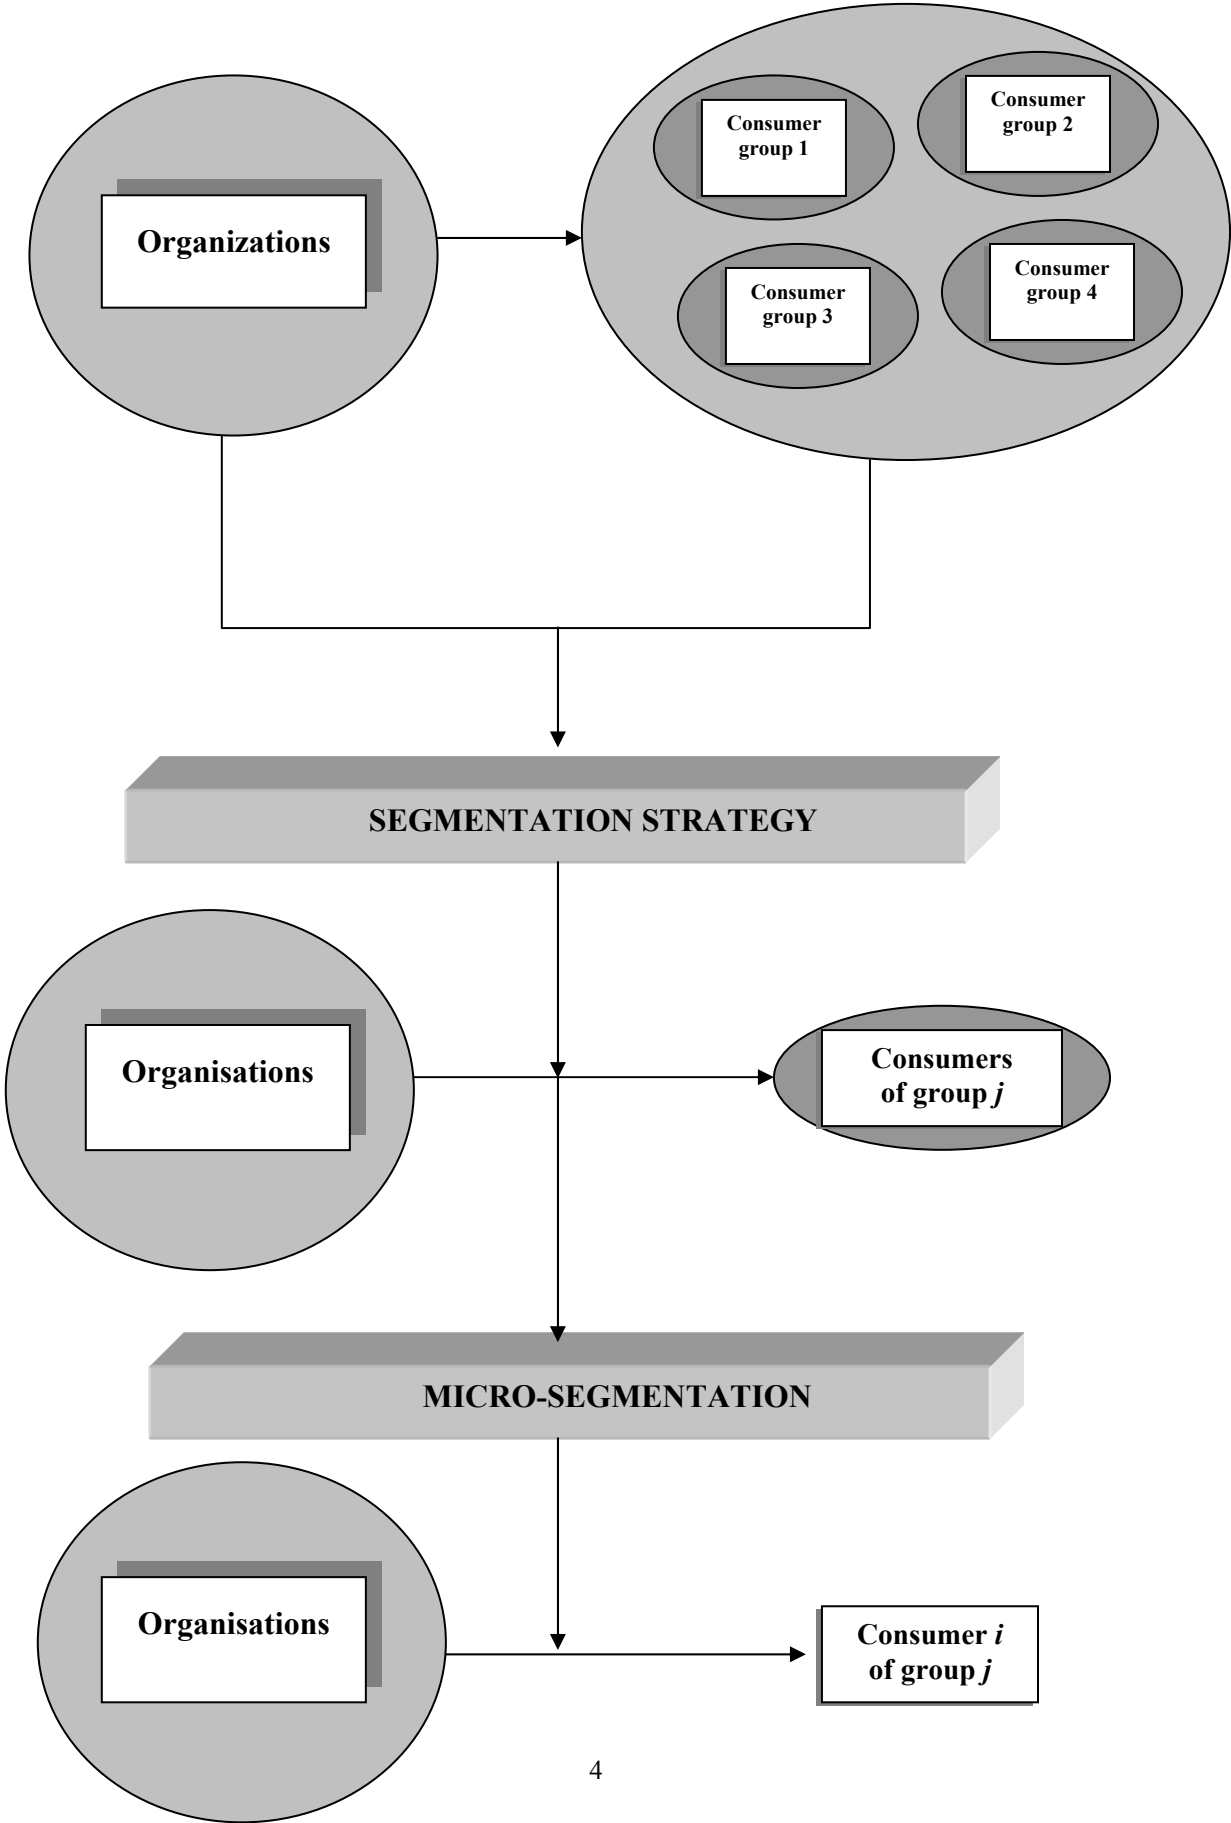 Consumer
group 1
Consumer
group 2
Organizations
Consumer
group 3
Consumer
group 4
SEGMENTATION STRATEGY
Organisations
Consumers
of group j
MICRO-SEGMENTATION
Organisations
Consumer i
of group j
4